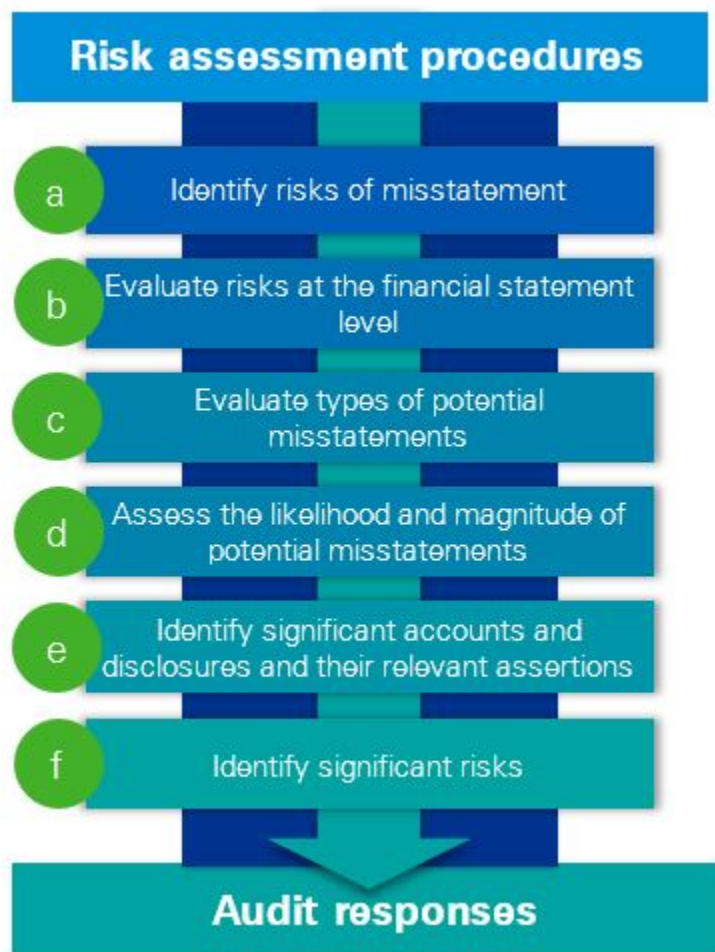 Risk assessment procedures
a
Identify risks of misstatement
b
Evaluate risks at the financial statement
level
c
Evaluate types of potential
misstatements
d
Assess the likelihood and magnitude of
potential misstatements
e
Identify significant accounts and
disclosures and their relevant assertions
f
Identify significant risks
Audit responses